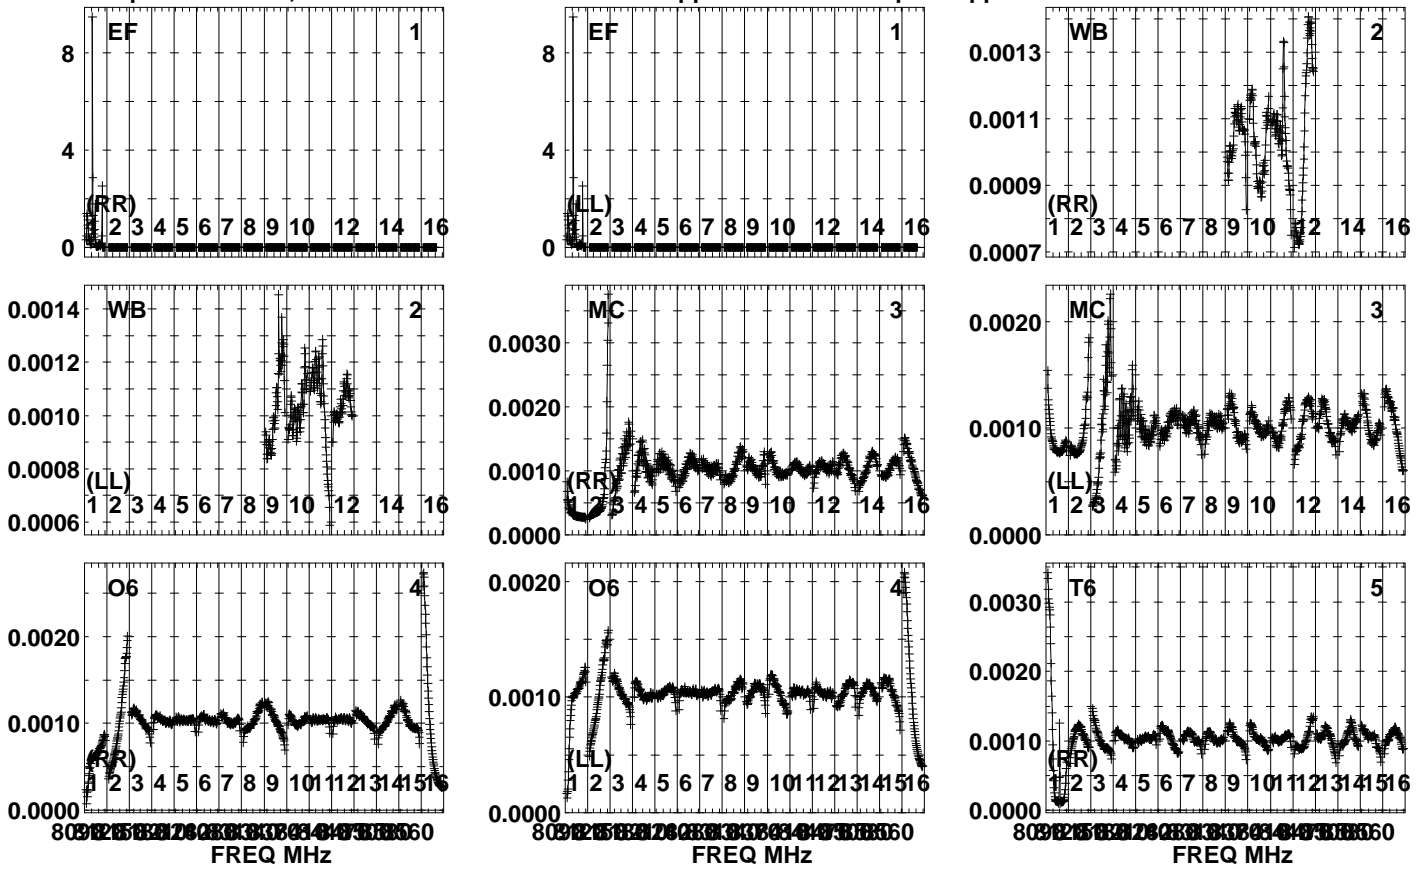 EF 1
8
4
0
(RR)
1 2 3 4 5 6 7 8 9 10 12 14 16
EF 1
8
4
0
(LL)
1 2 3 4 5 6 7 8 9 10 12 14 16
WB 2
0.0013
0.0011
0.0009
0.0007
(RR)
1 2 3 4 5 6 7 8 9 10 12 14 16
WB 2
0.0014
0.0012
0.0010
0.0008
0.0006
(LL)
1 2 3 4 5 6 7 8 9 10 12 14 16
MC 3
0.0030
0.0020
0.0010
0.0000
(RR)
1 2 3 4 5 6 7 8 9 10 12 14 16
MC 3
0.0020
0.0010
0.0000
(LL)
1 2 3 4 5 6 7 8 9 10 12 14 16
O6 4
0.0020
0.0010
0.0000
(RR)
1 2 3 4 5 6 7 8 9 10 11 12 13 14 15 16
FREQ MHz
O6 4
0.0020
0.0010
0.0000
(LL)
1 2 3 4 5 6 7 8 9 10 12 13 14 15 16
FREQ MHz
T6 5
0.0030
0.0020
0.0010
0.0000
(RR)
1 2 3 4 5 6 7 8 9 10 11 12 13 14 15 16
FREQ MHz